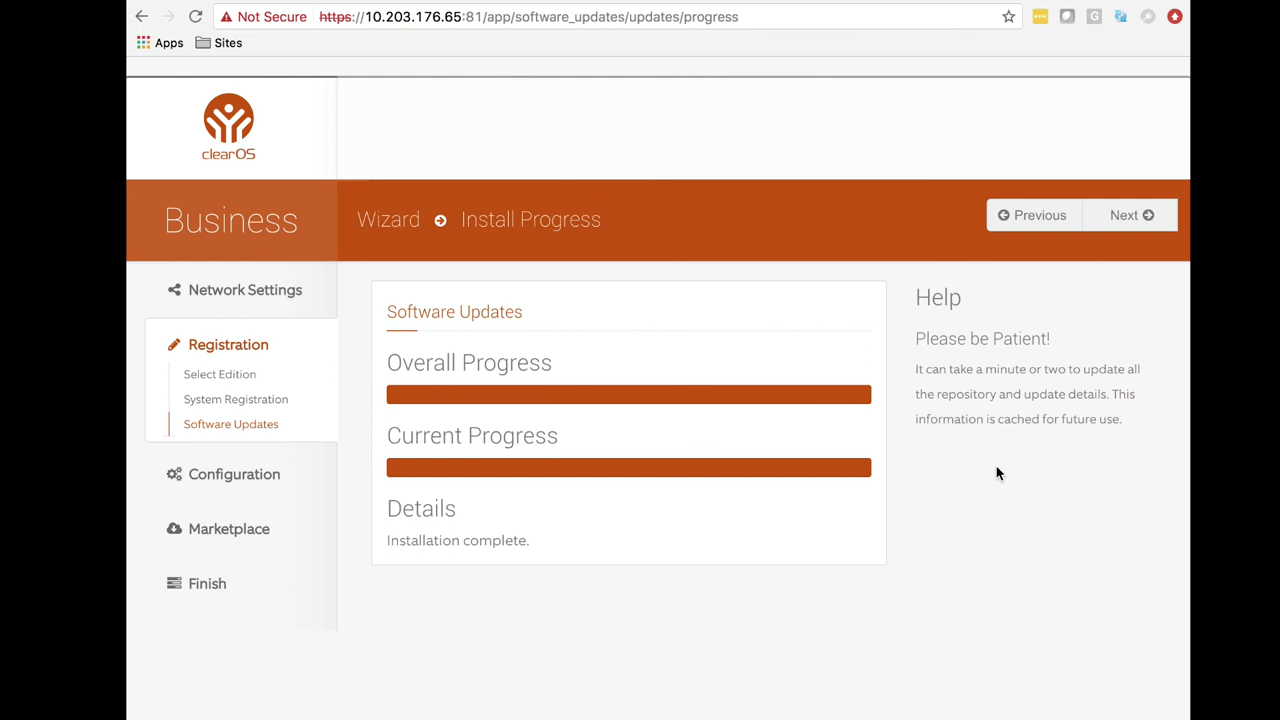 Not Secure https://10.203.176.65:81/app/software_updates/updates/progress
Apps Sites
clearOS
Business
Wizard Install Progress
Previous Next
Network Settings
Registration
Select Edition
System Registration
Software Updates
Configuration
Marketplace
Finish
Software Updates
Overall Progress
Current Progress
Details
Installation complete.
Help
Please be Patient!
It can take a minute or two to update all
the repository and update details. This
information is cached for future use.